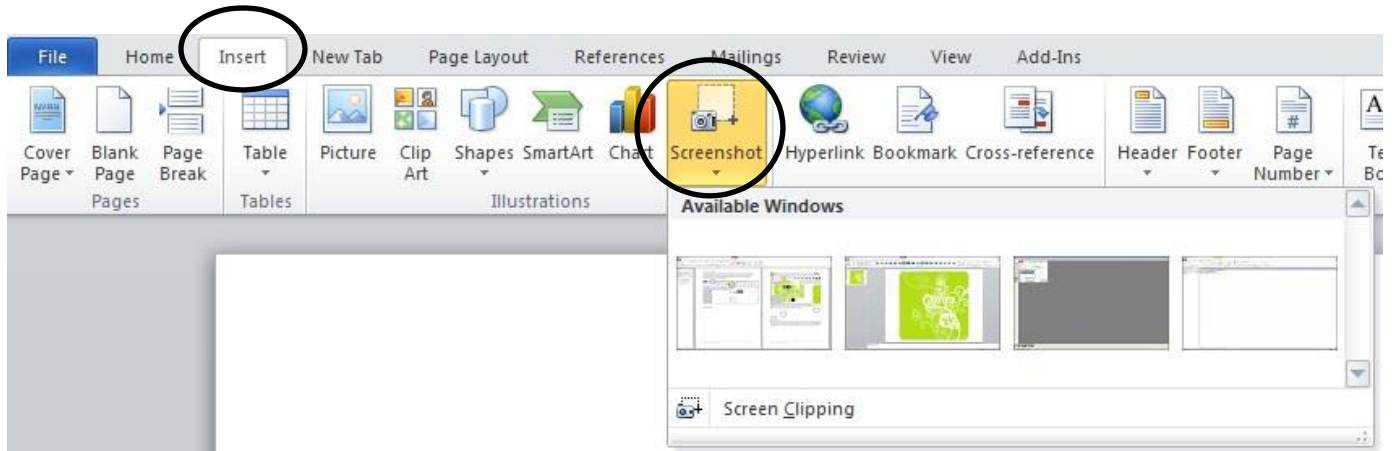 File Home Insert New Tab Page Layout References Mailings Review View Add-Ins
Cover Page Blank Page Page Break Table Picture Clip Art Shapes SmartArt Chart Screenshot Hyperlink Bookmark Cross-reference Header Footer Page Number #
Pages Tables Illustrations
Available Windows
Screen Clipping